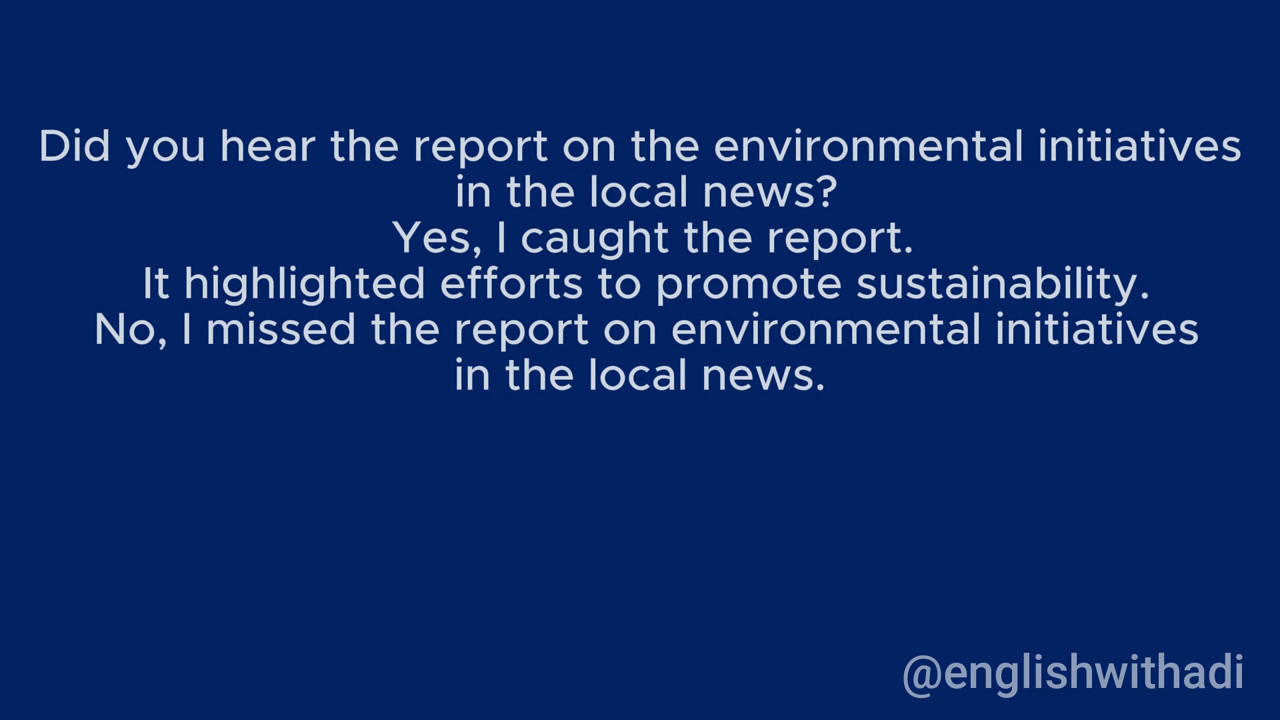 Did you hear the report on the environmental initiatives
in the local news?
Yes, I caught the report.
It highlighted efforts to promote sustainability.
No, I missed the report on environmental initiatives
in the local news.
@englishwithadi